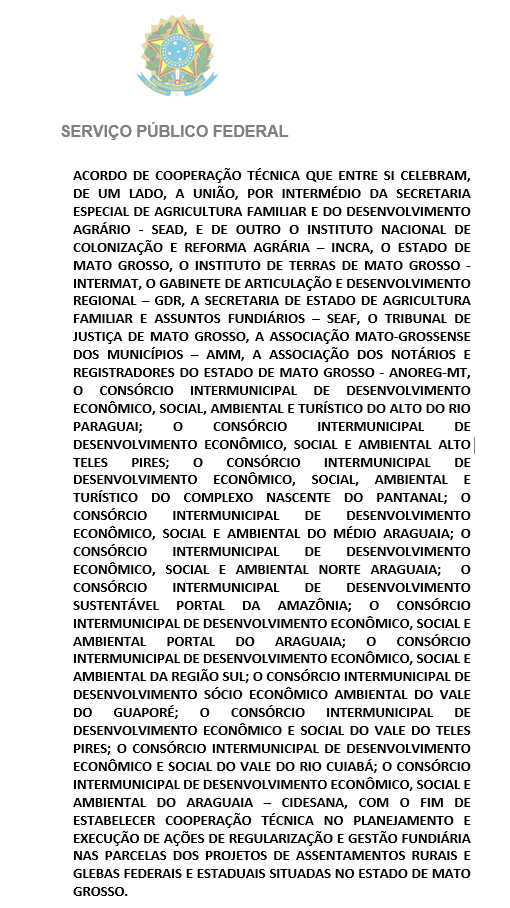 SERVIÇO PÚBLICO FEDERAL
ACORDO DE COOPERAÇÃO TÉCNICA QUE ENTRE SI CELEBRAM,
DE UM LADO, A UNIÃO, POR INTERMÉDIO DA SECRETARIA
ESPECIAL DE AGRICULTURA FAMILIAR E DO DESENVOLVIMENTO
AGRÁRIO - SEAD, E DE OUTRO O INSTITUTO NACIONAL DE
COLONIZAÇÃO E REFORMA AGRÁRIA – INCRA, O ESTADO DE
MATO GROSSO, O INSTITUTO DE TERRAS DE MATO GROSSO -
INTERMAT, O GABINETE DE ARTICULAÇÃO E DESENVOLVIMENTO
REGIONAL – GDR, A SECRETARIA DE ESTADO DE AGRICULTURA
FAMILIAR E ASSUNTOS FUNDIÁRIOS – SEAF, O TRIBUNAL DE
JUSTIÇA DE MATO GROSSO, A ASSOCIAÇÃO MATO-GROSSENSE
DOS MUNICÍPIOS – AMM, A ASSOCIAÇÃO DOS NOTÁRIOS E
REGISTRADORES DO ESTADO DE MATO GROSSO - ANOREG-MT,
O CONSÓRCIO INTERMUNICIPAL DE DESENVOLVIMENTO
ECONÔMICO, SOCIAL, AMBIENTAL E TURÍSTICO DO ALTO DO RIO
PARAGUAI; O CONSÓRCIO INTERMUNICIPAL DE
DESENVOLVIMENTO ECONÔMICO, SOCIAL E AMBIENTAL ALTO
TELES PIRES; O CONSÓRCIO INTERMUNICIPAL DE
DESENVOLVIMENTO ECONÔMICO, SOCIAL, AMBIENTAL E
TURÍSTICO DO COMPLEXO NASCENTE DO PANTANAL; O
CONSÓRCIO INTERMUNICIPAL DE DESENVOLVIMENTO
ECONÔMICO, SOCIAL E AMBIENTAL DO MÉDIO ARAGUAIA; O
CONSÓRCIO INTERMUNICIPAL DE DESENVOLVIMENTO
ECONÔMICO, SOCIAL E AMBIENTAL NORTE ARAGUAIA; O
CONSÓRCIO INTERMUNICIPAL DE DESENVOLVIMENTO
SUSTENTÁVEL PORTAL DA AMAZÔNIA; O CONSÓRCIO
INTERMUNICIPAL DE DESENVOLVIMENTO ECONÔMICO, SOCIAL E
AMBIENTAL PORTAL DO ARAGUAIA; O CONSÓRCIO
INTERMUNICIPAL DE DESENVOLVIMENTO ECONÔMICO, SOCIAL E
AMBIENTAL DA REGIÃO SUL; O CONSÓRCIO INTERMUNICIPAL DE
DESENVOLVIMENTO SÓCIO ECONÔMICO AMBIENTAL DO VALE
DO GUAPORÉ; O CONSÓRCIO INTERMUNICIPAL DE
DESENVOLVIMENTO ECONÔMICO E SOCIAL DO VALE DO TELES
PIRES; O CONSÓRCIO INTERMUNICIPAL DE DESENVOLVIMENTO
ECONÔMICO E SOCIAL DO VALE DO RIO CUIABÁ; O CONSÓRCIO
INTERMUNICIPAL DE DESENVOLVIMENTO ECONÔMICO, SOCIAL E
AMBIENTAL DO ARAGUAIA – CIDESANA, COM O FIM DE
ESTABELECER COOPERAÇÃO TÉCNICA NO PLANEJAMENTO E
EXECUÇÃO DE AÇÕES DE REGULARIZAÇÃO E GESTÃO FUNDIÁRIA
NAS PARCELAS DOS PROJETOS DE ASSENTAMENTOS RURAIS E
GLEBAS FEDERAIS E ESTADUAIS SITUADAS NO ESTADO DE MATO
GROSSO.